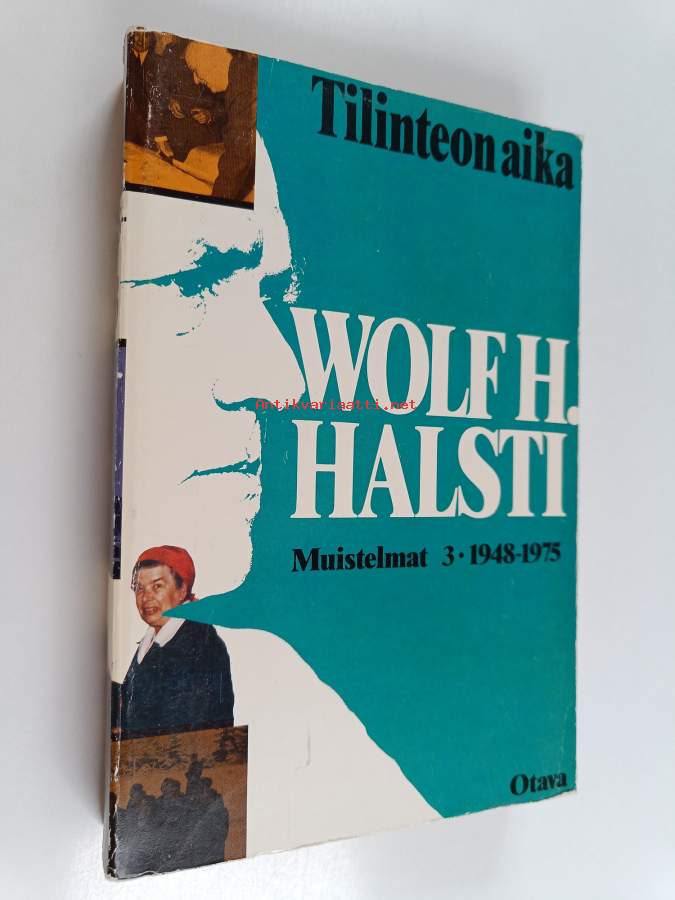 Tilinteon aika
WOLF H.
Antikvariaatti.net
HALSTI
Muistelmat 3 • 1948-1975
Otava